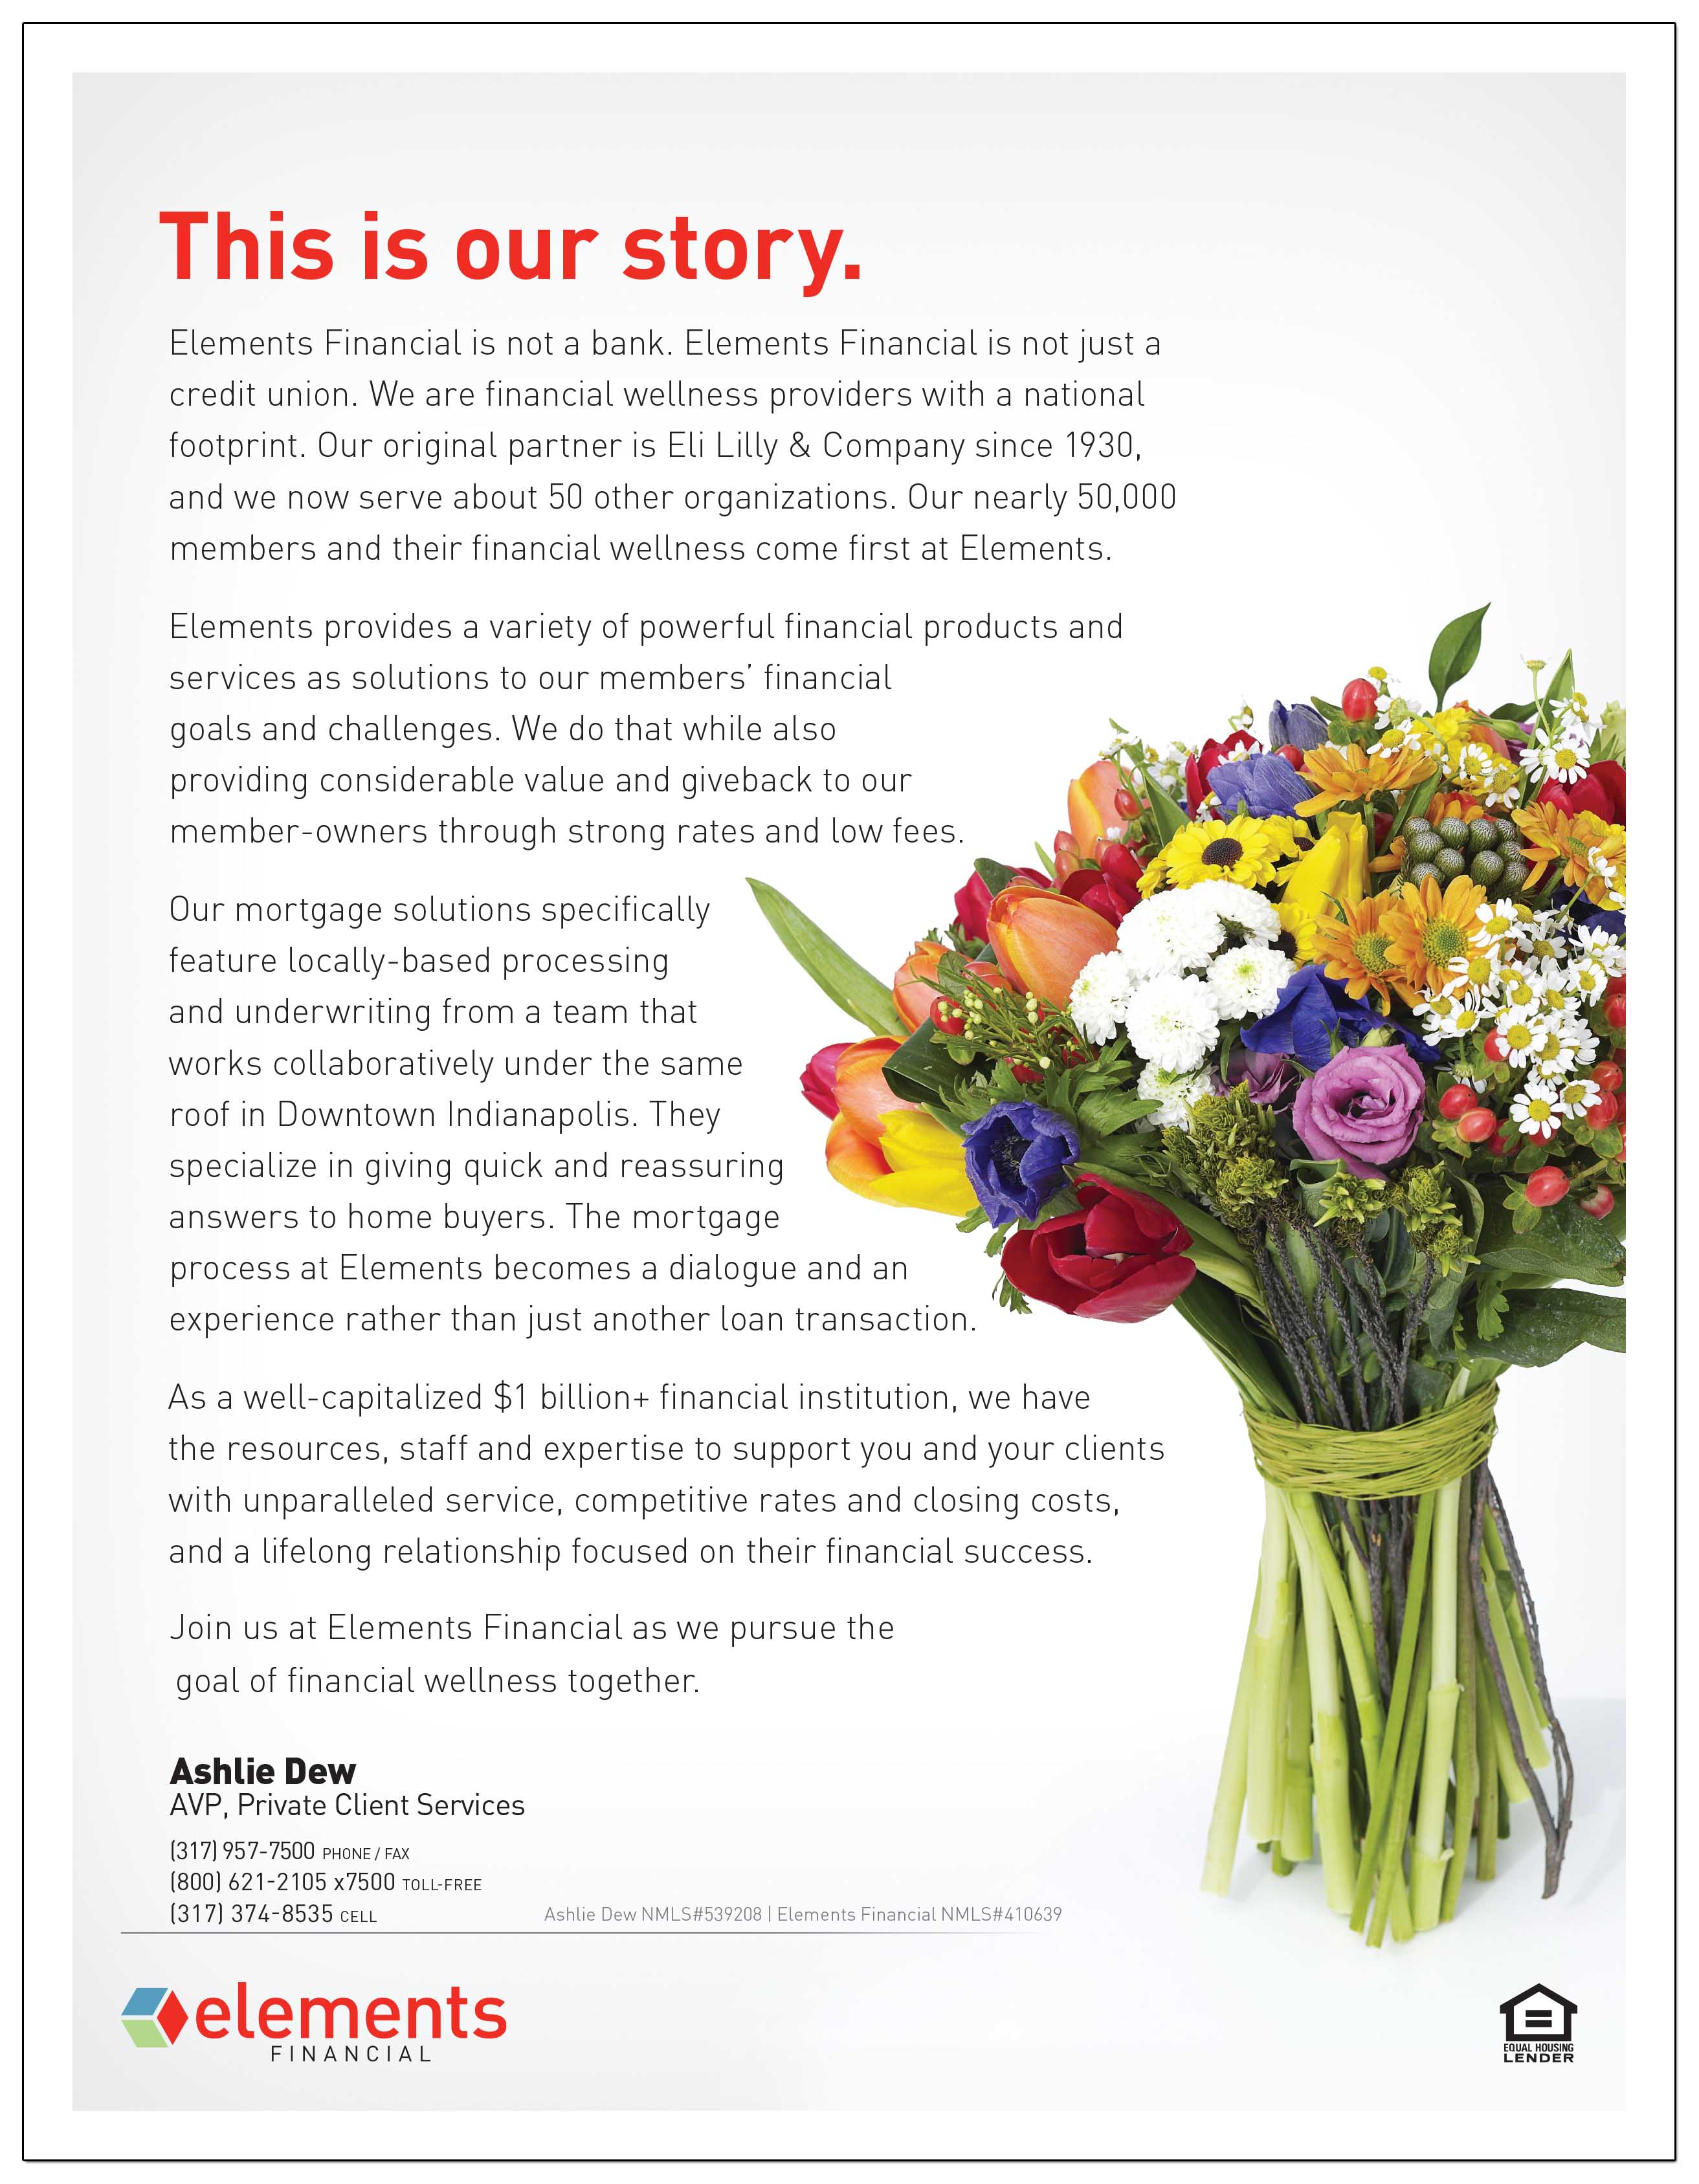 This is our story.
Elements Financial is not a bank. Elements Financial is not just a
credit union. We are financial wellness providers with a national
footprint. Our original partner is Eli Lilly & Company since 1930,
and we now serve about 50 other organizations. Our nearly 50,000
members and their financial wellness come first at Elements.
Elements provides a variety of powerful financial products and
services as solutions to our members’ financial
goals and challenges. We do that while also
providing considerable value and giveback to our
member-owners through strong rates and low fees.
Our mortgage solutions specifically
feature locally-based processing
and underwriting from a team that
works collaboratively under the same
roof in Downtown Indianapolis. They
specialize in giving quick and reassuring
answers to home buyers. The mortgage
process at Elements becomes a dialogue and an
experience rather than just another loan transaction.
As a well-capitalized $1 billion+ financial institution, we have
the resources, staff and expertise to support you and your clients
with unparalleled service, competitive rates and closing costs,
and a lifelong relationship focused on their financial success.
Join us at Elements Financial as we pursue the
goal of financial wellness together.
Ashlie Dew
AVP, Private Client Services
(317) 957-7500 PHONE / FAX
(800) 621-2105 x7500 TOLL-FREE
(317) 374-8535 CELL
Ashlie Dew NMLS#539208 | Elements Financial NMLS#410639
elements
FINANCIAL
EQUAL HOUSING
LENDER